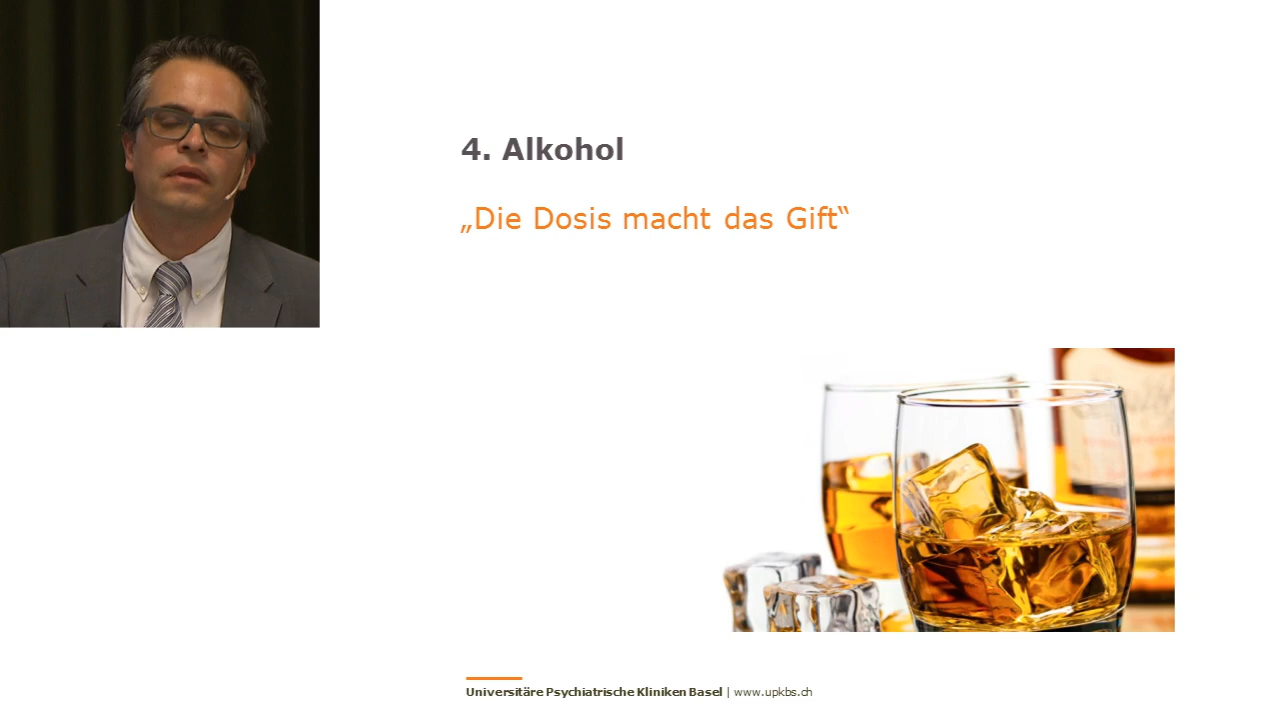 4. Alkohol
„Die Dosis macht das Gift“
Universitäre Psychiatrische Kliniken Basel | www.upkbs.ch